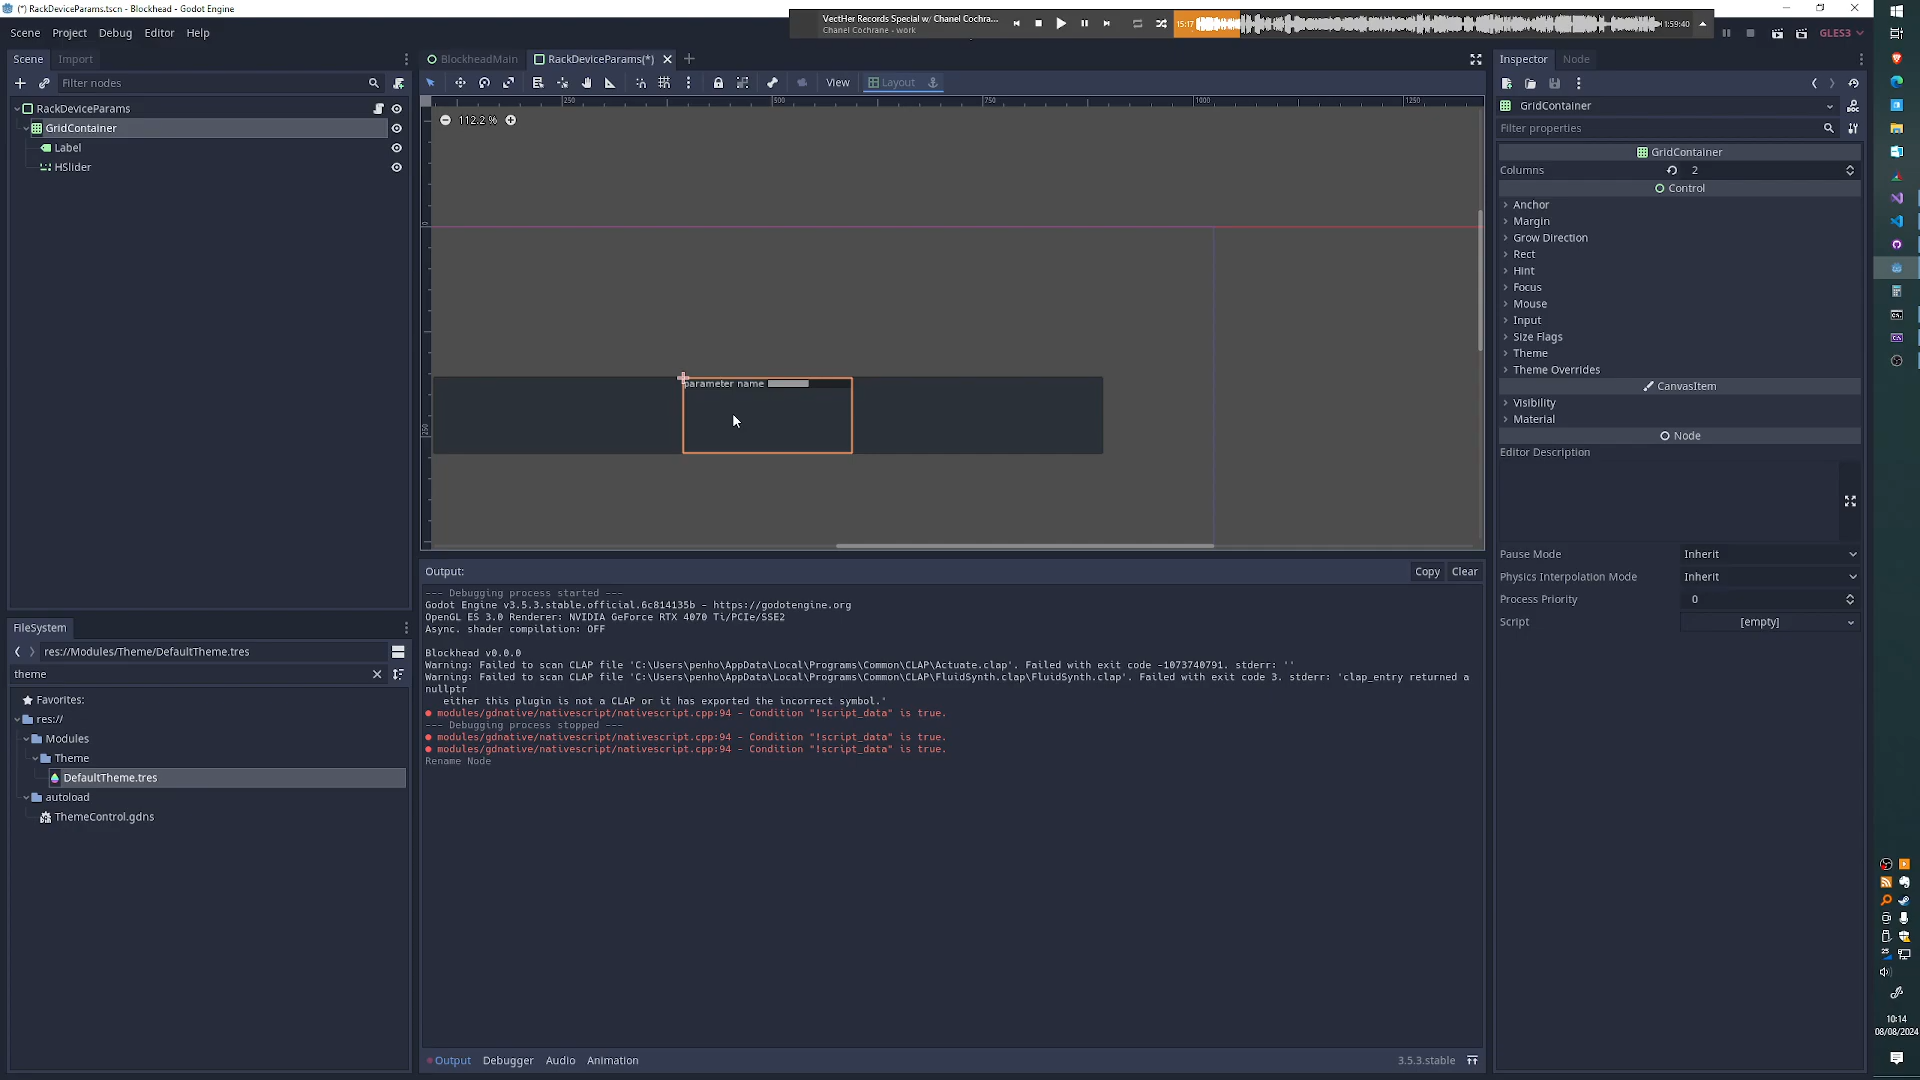 (*) RackDeviceParams.tscn - Blockhead - Godot Engine
VectHer Records Special w/ Chanel Cochra...
Chanel Cochrane - work
15:17
1:59:40
Scene Project Debug Editor Help
GLES3
Scene Import
Filter nodes
RackDeviceParams
GridContainer
Label
HSlider
BlockheadMain
RackDeviceParams(*)
View
Layout
250
500
750
1000
1250
112.2 %
0
250
parameter name
Inspector Node
GridContainer
Filter properties
GridContainer
Columns 2
Control
Anchor
Margin
Grow Direction
Rect
Hint
Focus
Mouse
Input
Size Flags
Theme
Theme Overrides
CanvasItem
Visibility
Material
Node
Editor Description
Pause Mode Inherit
Physics Interpolation Mode Inherit
Process Priority 0
Script [empty]
FileSystem
res://Modules/Theme/DefaultTheme.tres
theme
Favorites:
res://
Modules
Theme
DefaultTheme.tres
autoload
ThemeControl.gdns
Output:
Copy Clear
--- Debugging process started ---
Godot Engine v3.5.3.stable.official.6c814135b - https://godotengine.org
OpenGL ES 3.0 Renderer: NVIDIA GeForce RTX 4070 Ti/PCIe/SSE2
Async. shader compilation: OFF
Blockhead v0.0.0
Warning: Failed to scan CLAP file 'C:\Users\penho\AppData\Local\Programs\Common\CLAP\Actuate.clap'. Failed with exit code -1073740791. stderr: ''
Warning: Failed to scan CLAP file 'C:\Users\penho\AppData\Local\Programs\Common\CLAP\FluidSynth.clap\FluidSynth.clap'. Failed with exit code 3. stderr: 'clap_entry returned a
nullptr
either this plugin is not a CLAP or it has exported the incorrect symbol.'
modules/gdnative/nativescript/nativescript.cpp:94 - Condition "!script_data" is true.
--- Debugging process stopped ---
modules/gdnative/nativescript/nativescript.cpp:94 - Condition "!script_data" is true.
modules/gdnative/nativescript/nativescript.cpp:94 - Condition "!script_data" is true.
Rename Node
Output Debugger Audio Animation
3.5.3.stable
10:14
08/08/2024